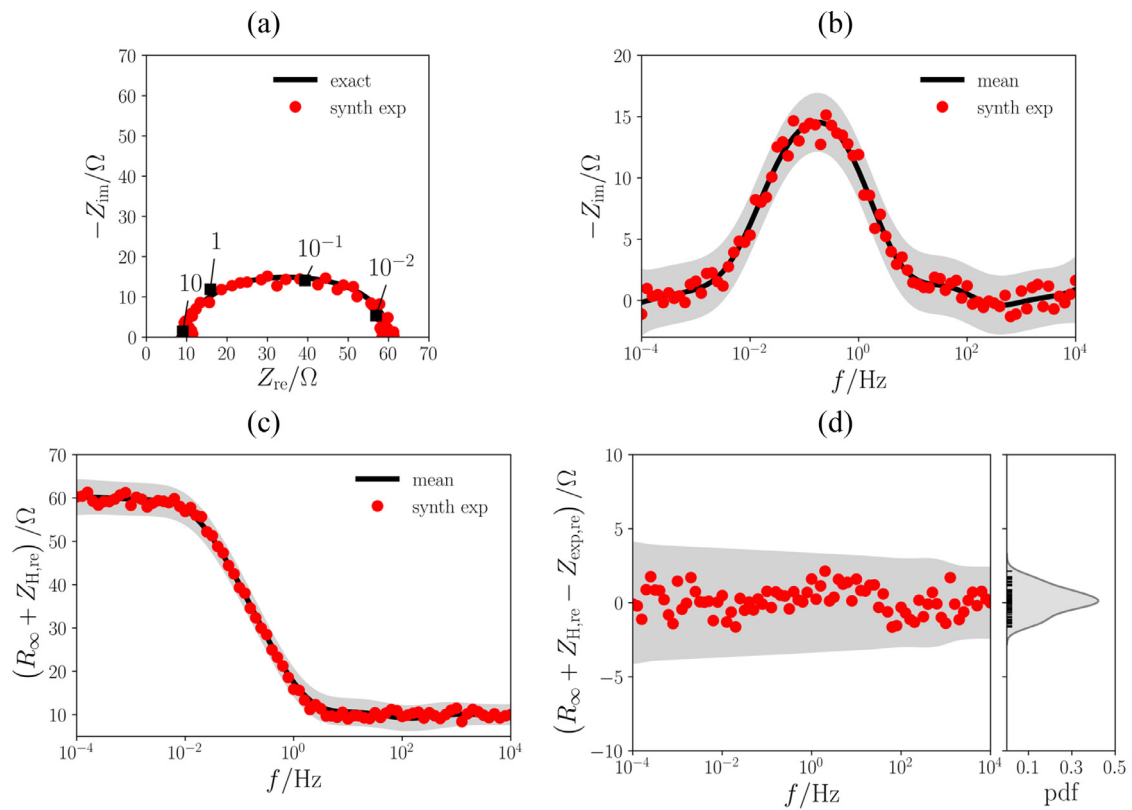 (a)
70
60
50
40
30
20
10
0
−Z_im/Ω
exact
synth exp
10
1
10^−1
10^−2
0 10 20 30 40 50 60 70
Z_re/Ω
(b)
20
15
10
5
0
−Z_im/Ω
mean
synth exp
10^−4 10^−2 10^0 10^2 10^4
f/Hz
(c)
70
60
50
40
30
20
10
(R_∞ + Z_H,re) /Ω
mean
synth exp
10^−4 10^−2 10^0 10^2 10^4
f/Hz
(d)
10
5
0
−5
−10
(R_∞ + Z_H,re − Z_exp,re) /Ω
10^−4 10^−2 10^0 10^2 10^4
f/Hz
0.1 0.3 0.5
pdf